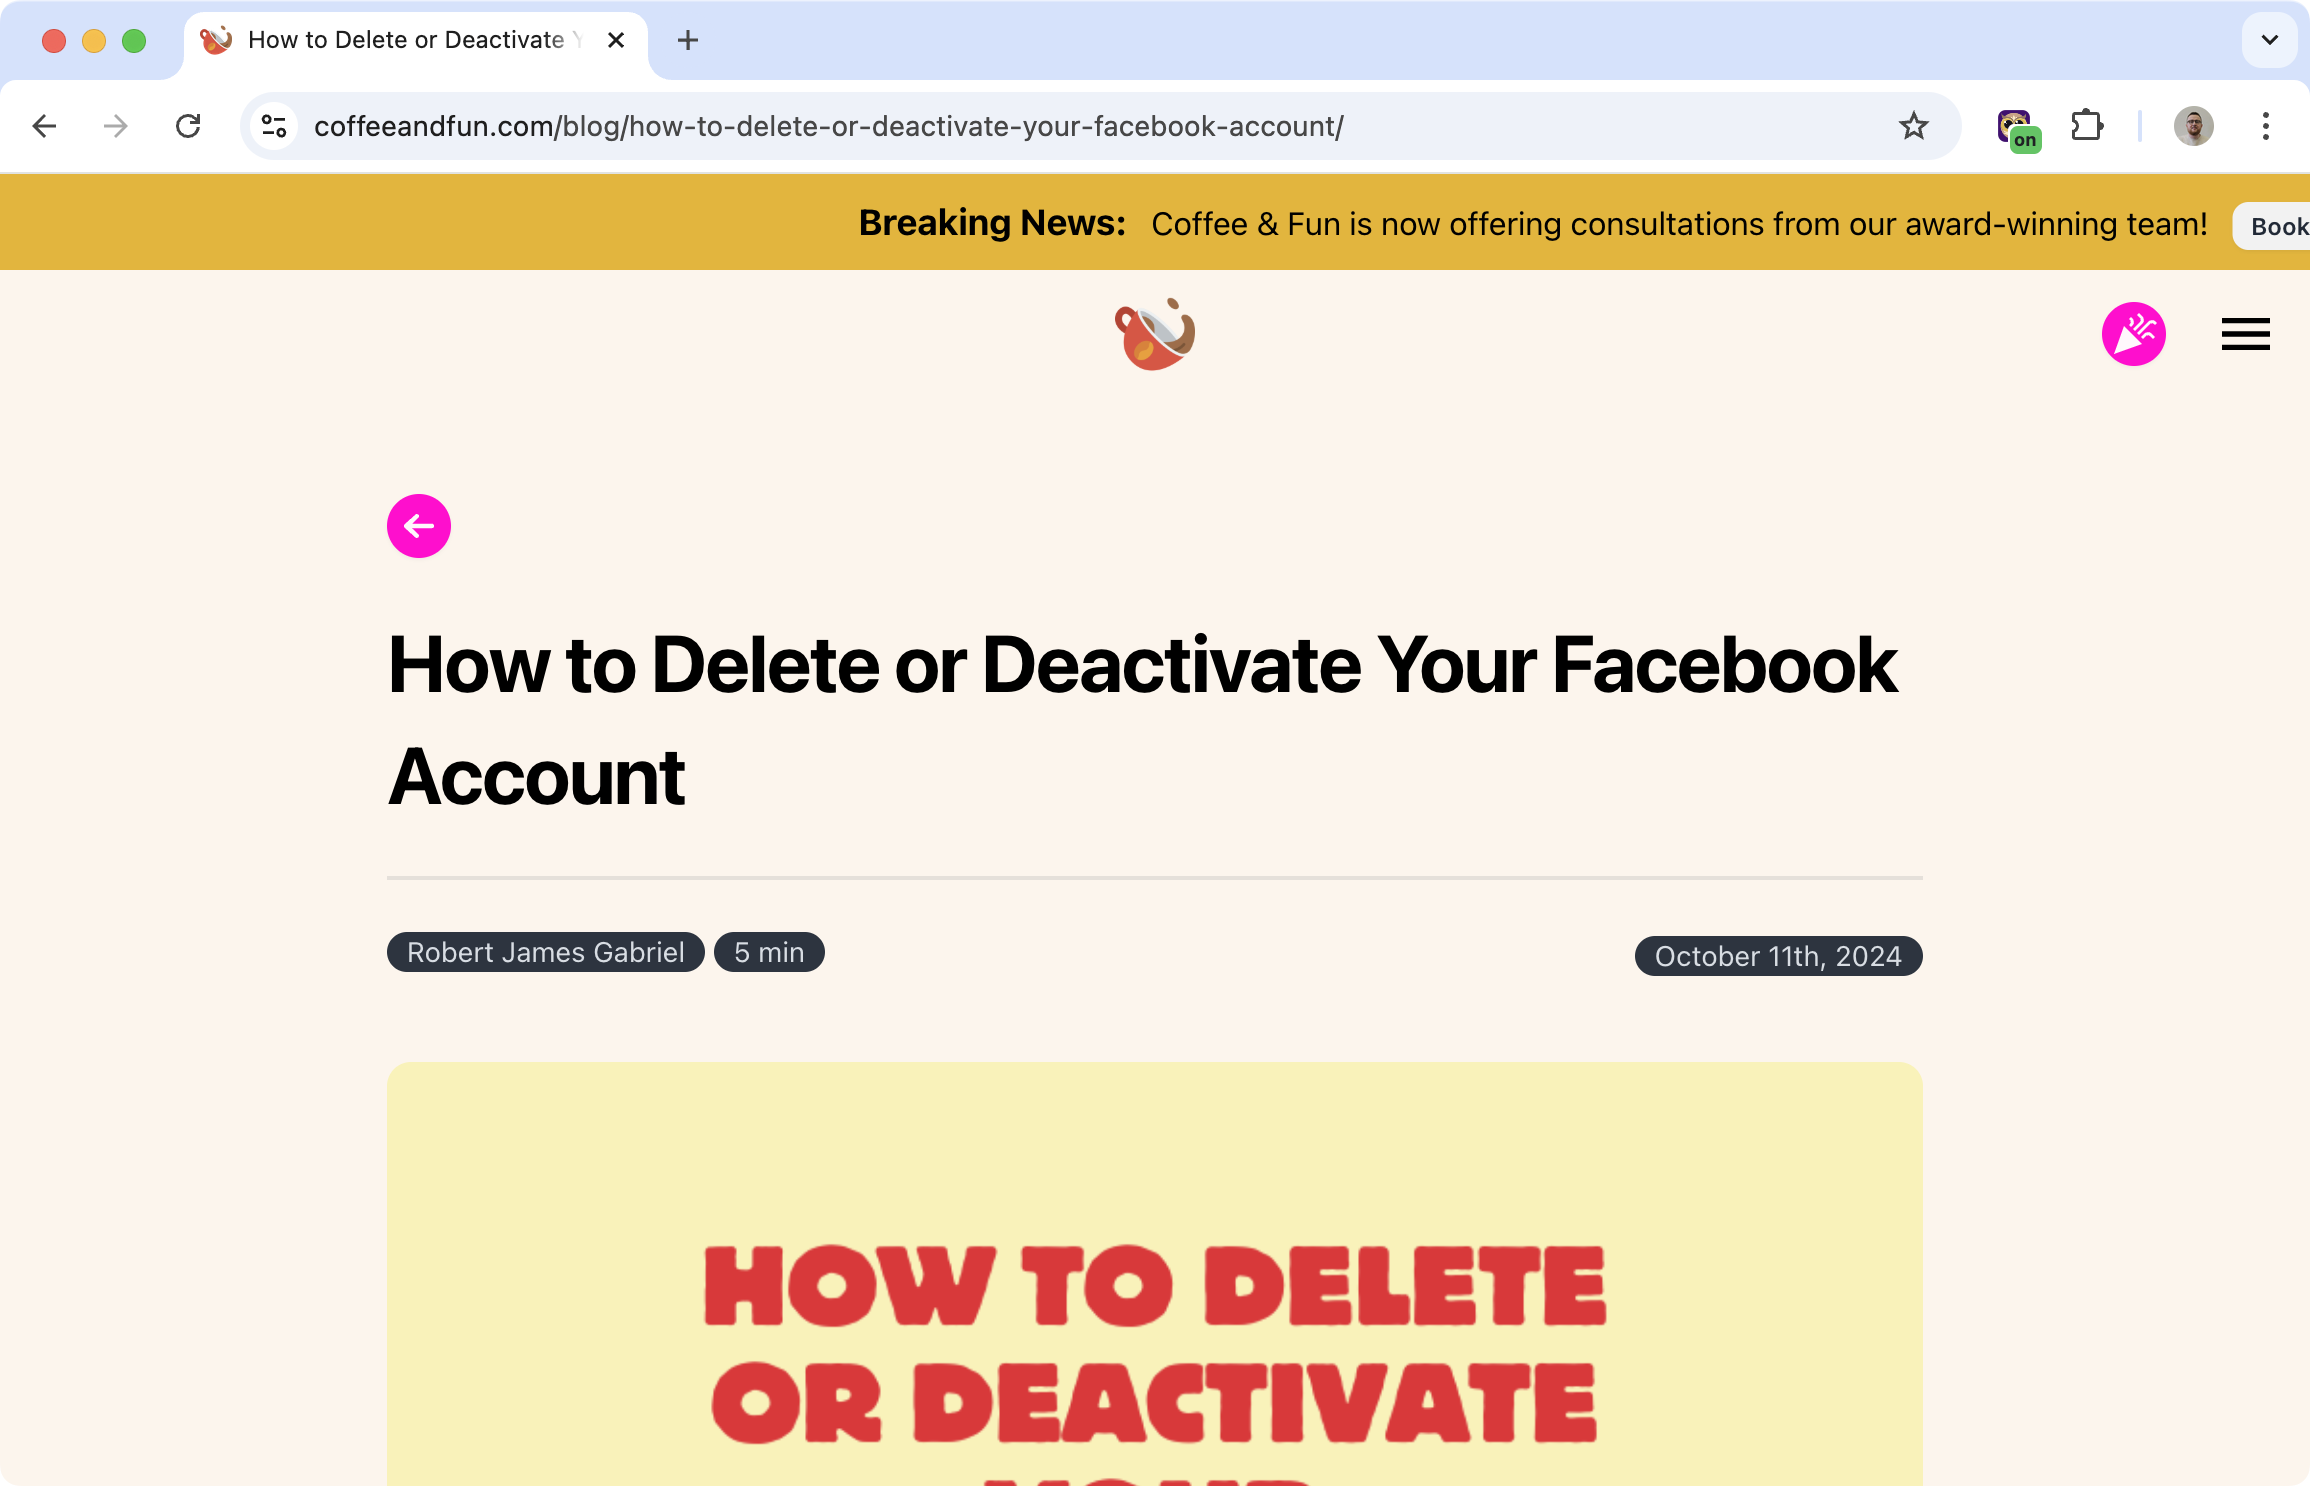 How to Delete or Deactivate
coffeeandfun.com/blog/how-to-delete-or-deactivate-your-facebook-account/
on
Breaking News: Coffee & Fun is now offering consultations from our award-winning team! Book
How to Delete or Deactivate Your Facebook
Account
Robert James Gabriel 5 min October 11th, 2024
HOW TO DELETE
OR DEACTIVATE